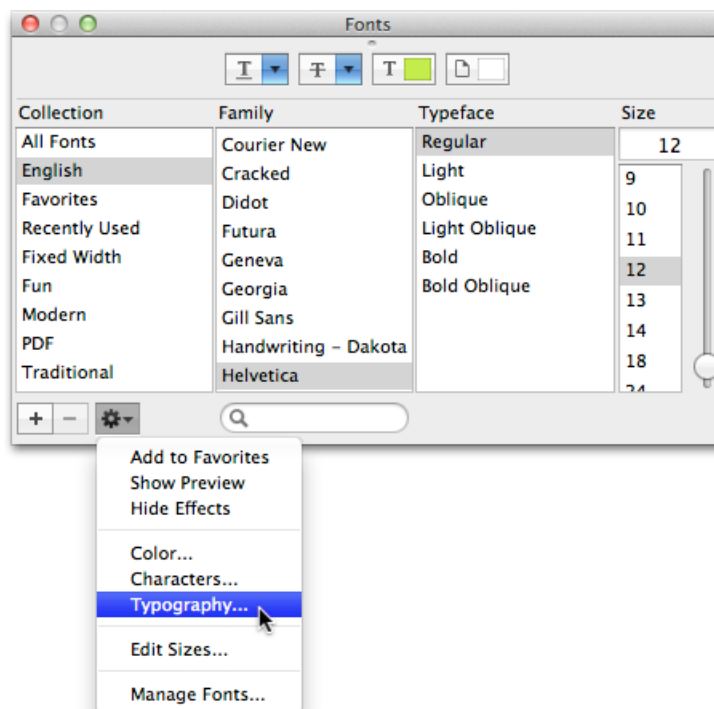 Fonts
T T T
Collection Family Typeface Size
All Fonts
English
Favorites
Recently Used
Fixed Width
Fun
Modern
PDF
Traditional
Courier New
Cracked
Didot
Futura
Geneva
Georgia
Gill Sans
Handwriting - Dakota
Helvetica
Regular
Light
Oblique
Light Oblique
Bold
Bold Oblique
12
9
10
11
12
13
14
18
24
+ −
Add to Favorites
Show Preview
Hide Effects
Color...
Characters...
Typography...
Edit Sizes...
Manage Fonts...